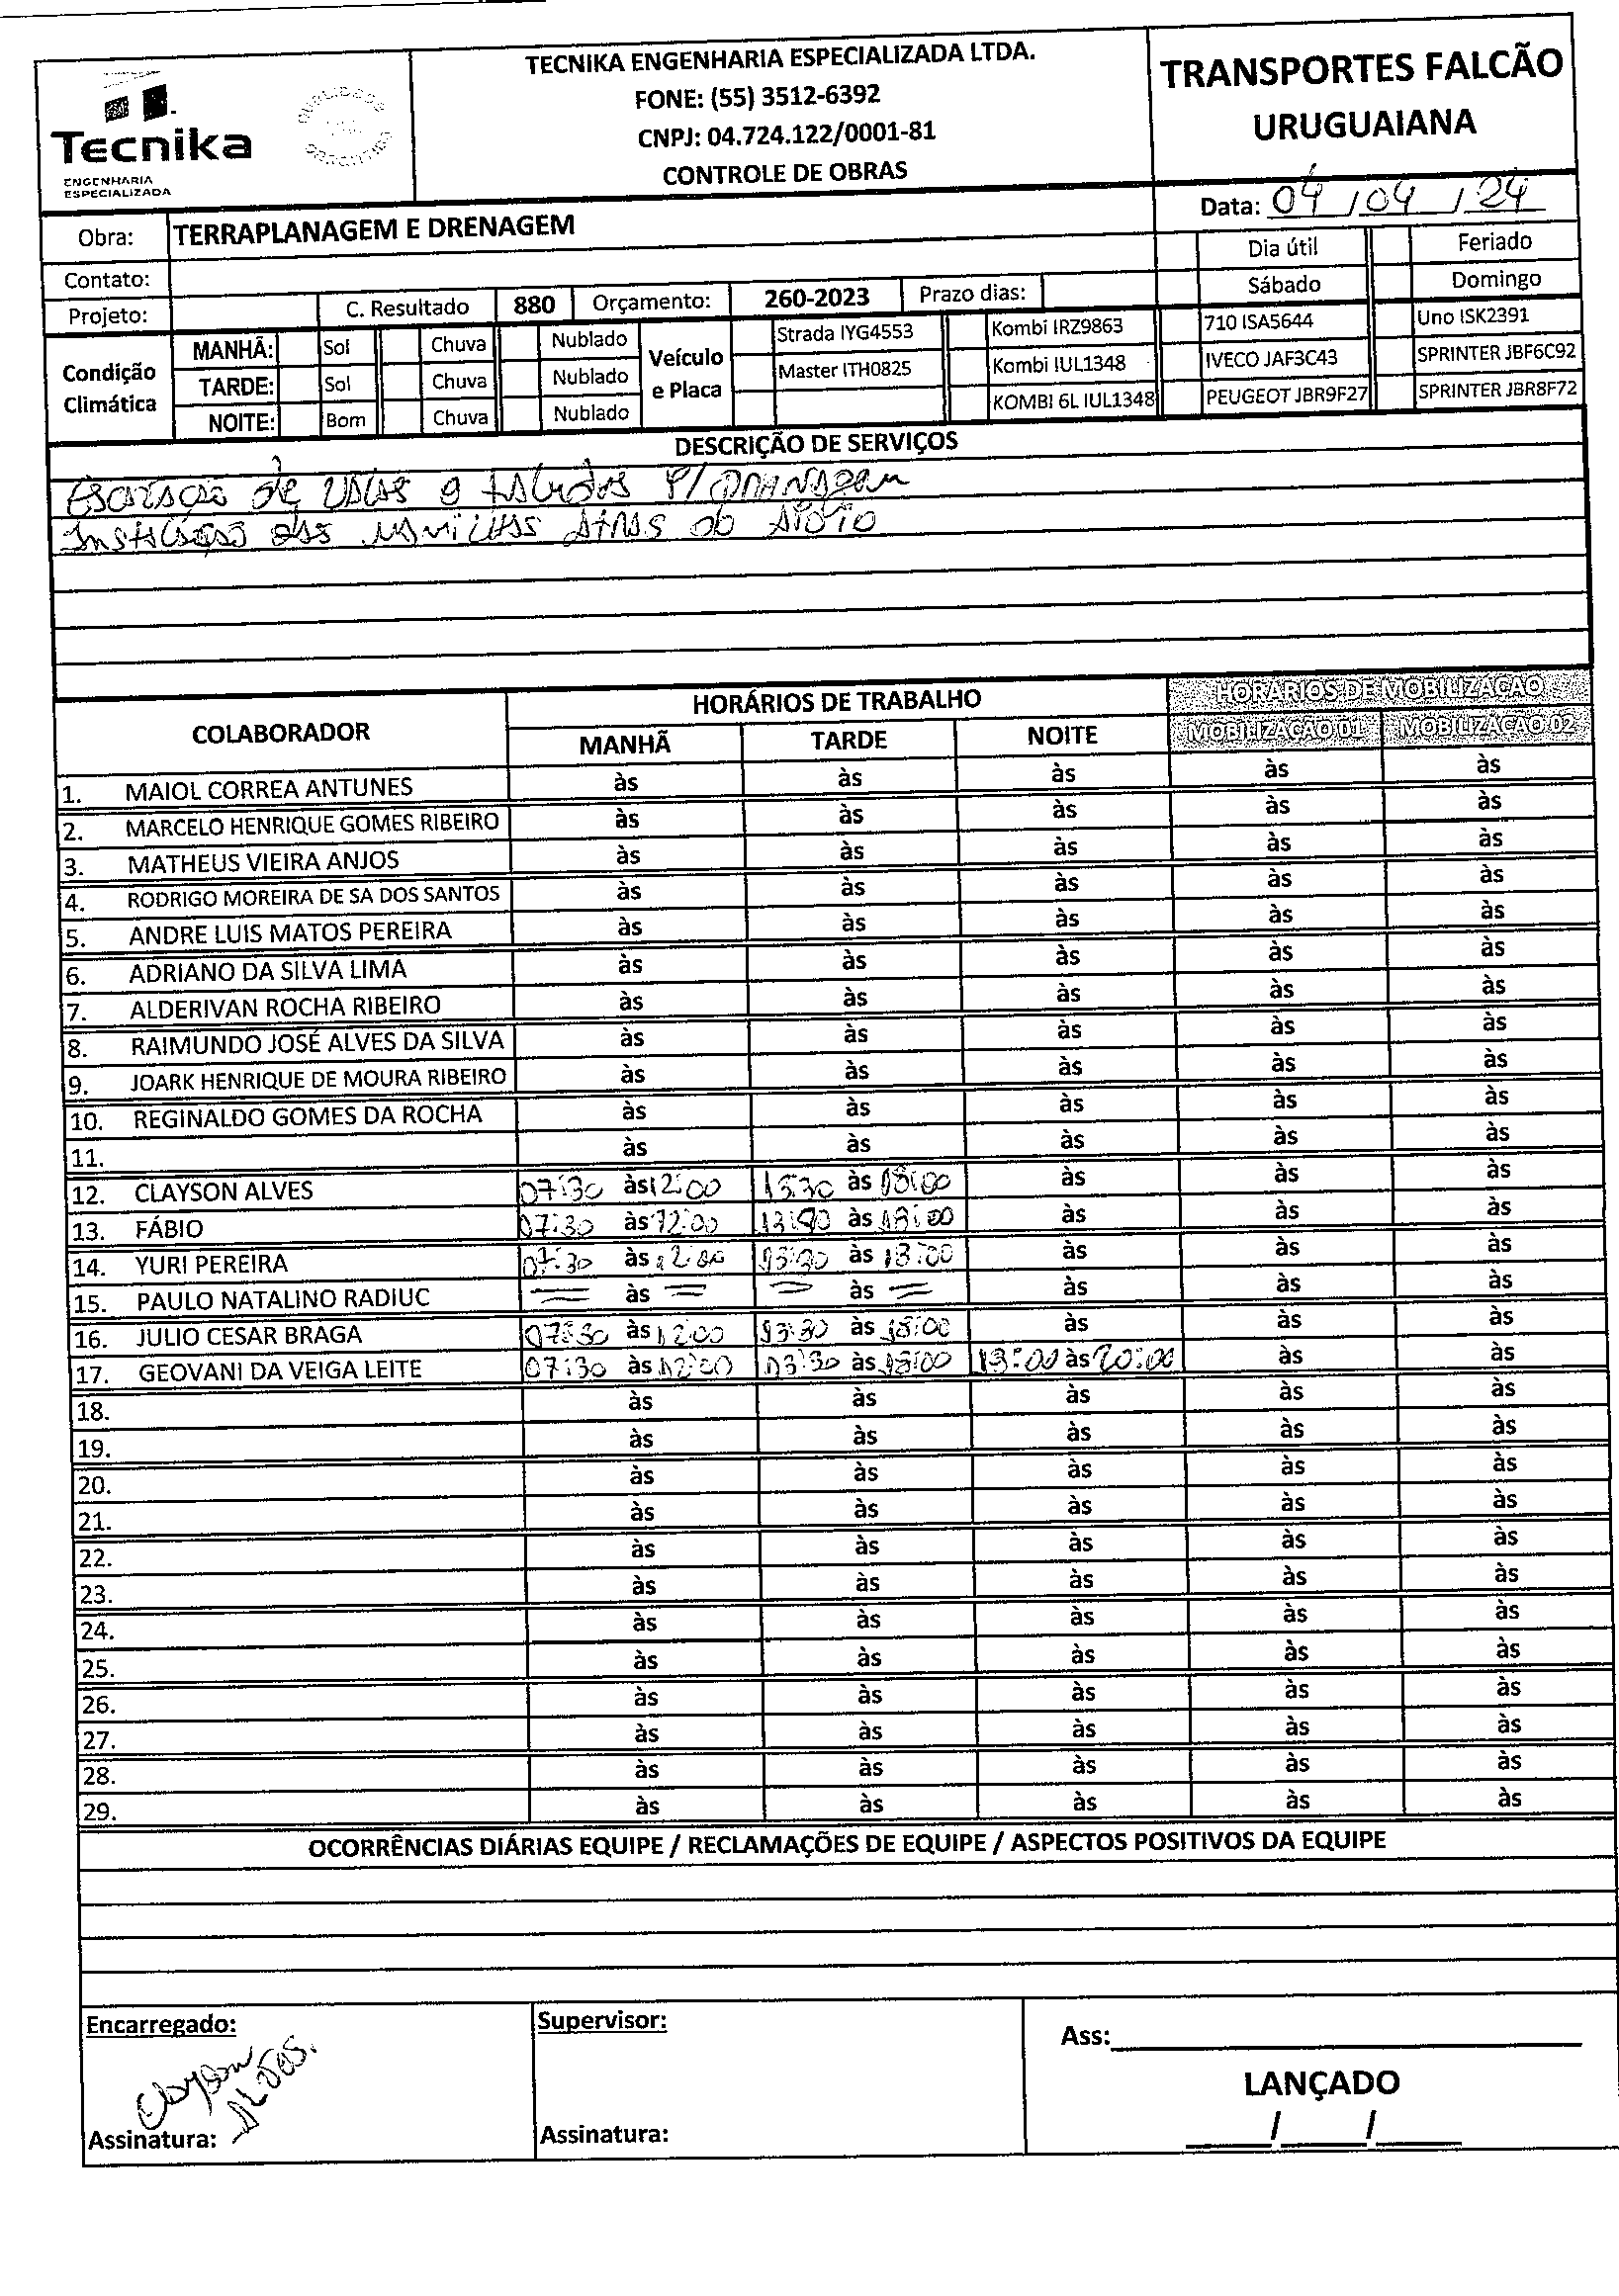 TECNIKA ENGENHARIA ESPECIALIZADA LTDA.
FONE: (55) 3512-6392
CNPJ: 04.724.122/0001-81
CONTROLE DE OBRAS
Tecnika
ENGENHARIA
ESPECIALIZADA
TRANSPORTES FALCÃO
URUGUAIANA
Data: 04/04/24
Obra: TERRAPLANAGEM E DRENAGEM
Dia útil Feriado
Contato:
Sábado Domingo
Projeto: C. Resultado 880 Orçamento: 260-2023 Prazo dias:
Condição Climática
MANHÃ: Sol Chuva Nublado
TARDE: Sol Chuva Nublado
NOITE: Bom Chuva Nublado
Veículo e Placa
Strada IYG4553 Kombi IRZ9863 710 ISA5644 Uno ISK2391
Master ITH0825 Kombi IUL1348 IVECO JAF3C43 SPRINTER JBF6C92
KOMBI 6L IUL1348 PEUGEOT JBR9F27 SPRINTER JBR8F72
DESCRIÇÃO DE SERVIÇOS
de valas e taludes p/ drenagem
das atras do
COLABORADOR HORÁRIOS DE TRABALHO HORÁRIOS DE MOBILIZAÇÃO
MANHÃ TARDE NOITE MOBILIZAÇÃO 01 MOBILIZAÇÃO 02
1. MAIOL CORREA ANTUNES às às às às às
2. MARCELO HENRIQUE GOMES RIBEIRO às às às às às
3. MATHEUS VIEIRA ANJOS às às às às às
4. RODRIGO MOREIRA DE SA DOS SANTOS às às às às às
5. ANDRE LUIS MATOS PEREIRA às às às às às
6. ADRIANO DA SILVA LIMA às às às às às
7. ALDERIVAN ROCHA RIBEIRO às às às às às
8. RAIMUNDO JOSÉ ALVES DA SILVA às às às às às
9. JOARK HENRIQUE DE MOURA RIBEIRO às às às às às
10. REGINALDO GOMES DA ROCHA às às às às às
11. às às às às às
12. CLAYSON ALVES 07:30 às 12:00 13:30 às 18:00 às às às
13. FÁBIO 07:30 às 12:00 13:30 às 18:00 às às às
14. YURI PEREIRA 07:30 às 12:00 13:30 às 18:00 às às às
15. PAULO NATALINO RADIUC = às = = às = às às às
16. JULIO CESAR BRAGA 07:30 às 12:00 13:30 às 18:00 às às às
17. GEOVANI DA VEIGA LEITE 07:30 às 12:00 13:30 às 18:00 às 20:00 às às
18. às às às às às
19. às às às às às
20. às às às às às
21. às às às às às
22. às às às às às
23. às às às às às
24. às às às às às
25. às às às às às
26. às às às às às
27. às às às às às
28. às às às às às
29. às às às às às
OCORRÊNCIAS DIÁRIAS EQUIPE / RECLAMAÇÕES DE EQUIPE / ASPECTOS POSITIVOS DA EQUIPE
Encarregado: Supervisor:
Ass:
Clayson
Alves.
LANÇADO
Assinatura: Assinatura:
/ /